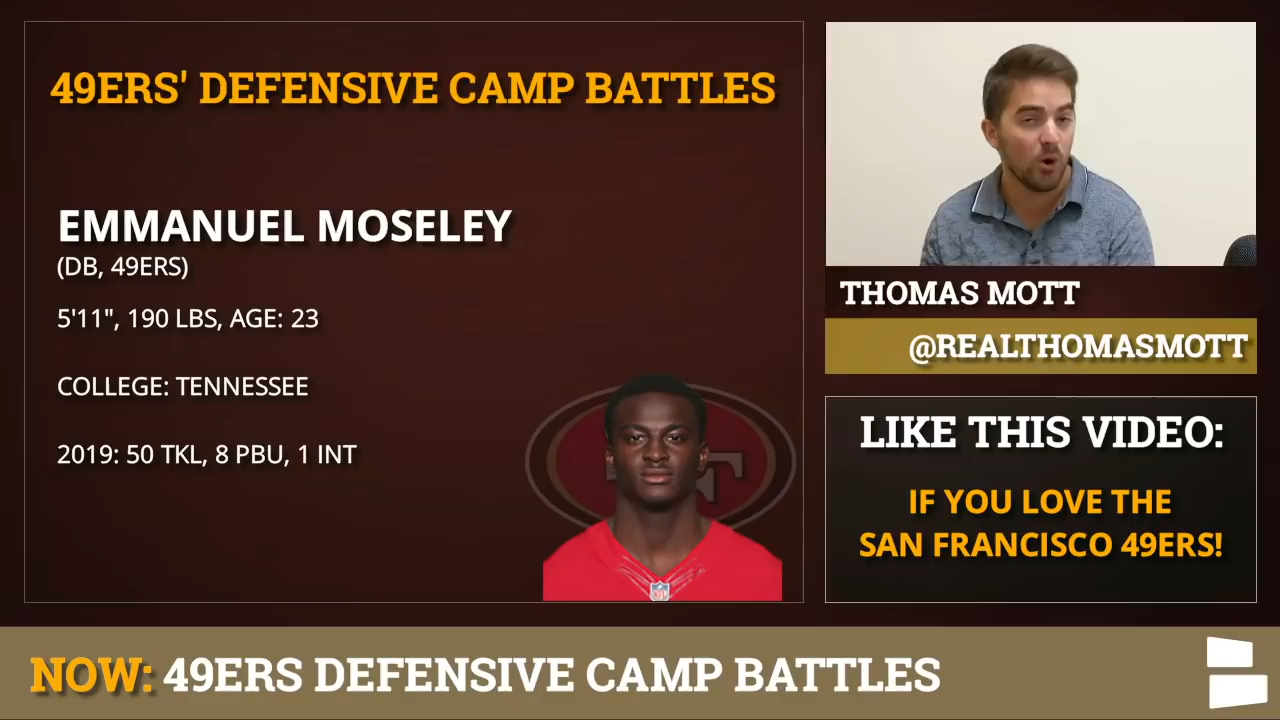 49ERS' DEFENSIVE CAMP BATTLES
EMMANUEL MOSELEY
(DB, 49ERS)
5'11", 190 LBS, AGE: 23
COLLEGE: TENNESSEE
2019: 50 TKL, 8 PBU, 1 INT
THOMAS MOTT
@REALTHOMASMOTT
LIKE THIS VIDEO:
IF YOU LOVE THE
SAN FRANCISCO 49ERS!
NOW: 49ERS DEFENSIVE CAMP BATTLES